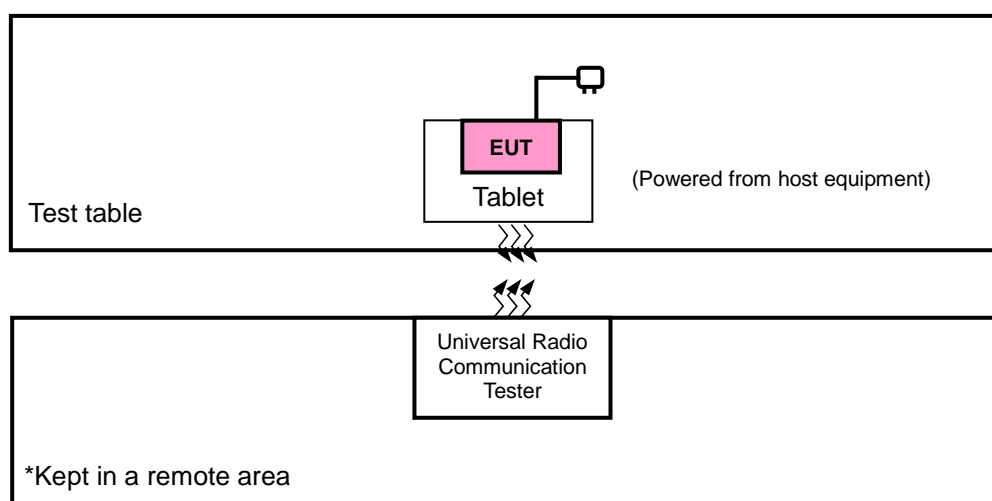 EUT
Tablet
(Powered from host equipment)
Test table
Universal Radio
Communication
Tester
*Kept in a remote area